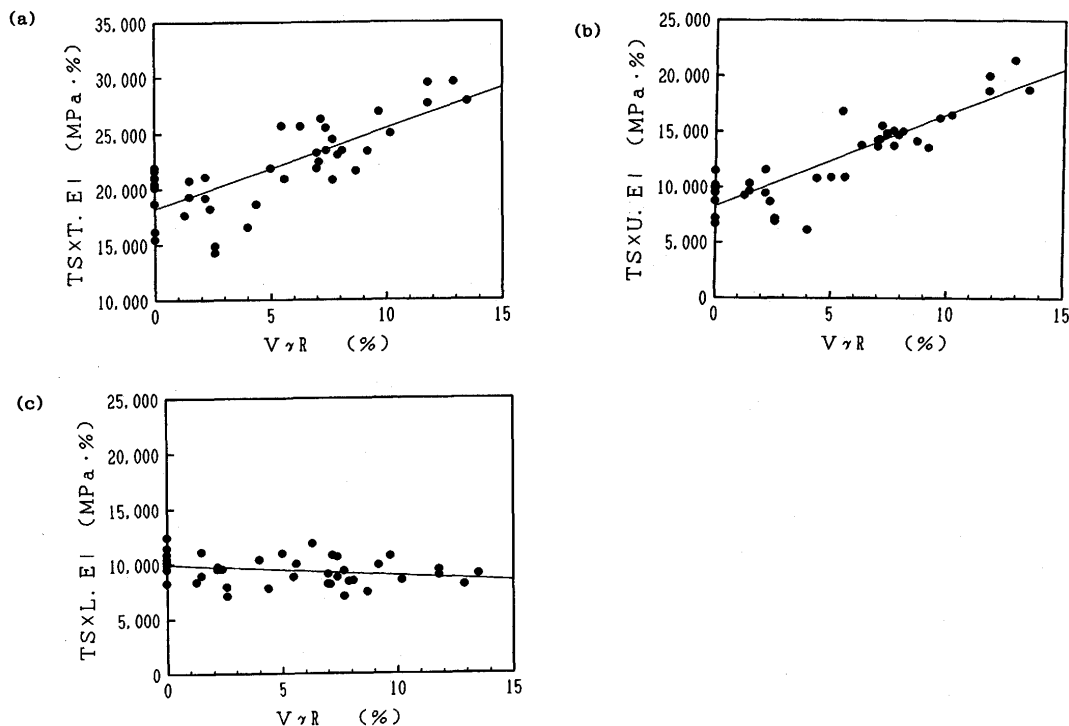 (a)
35.000
30.000
25.000
20.000
15.000
10.000
TS×T. El (MPa·%)
0 5 10 15
VγR (%)
(b)
25.000
20.000
15.000
10.000
5.000
0
TS×U. El (MPa·%)
0 5 10 15
VγR (%)
(c)
25.000
20.000
15.000
10.000
5.000
0
TS×L. El (MPa·%)
0 5 10 15
VγR (%)